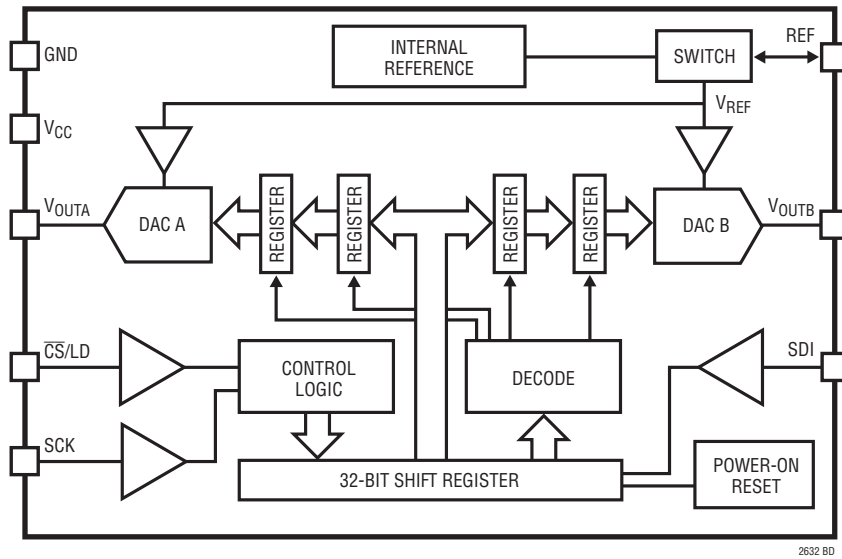 INTERNAL
REFERENCE
SWITCH
REF
GND
VREF
VCC
VOUTA
DAC A
REGISTER
REGISTER
REGISTER
REGISTER
DAC B
VOUTB
C̅S̅/LD
CONTROL
LOGIC
DECODE
SDI
SCK
32-BIT SHIFT REGISTER
POWER-ON
RESET
2632 BD